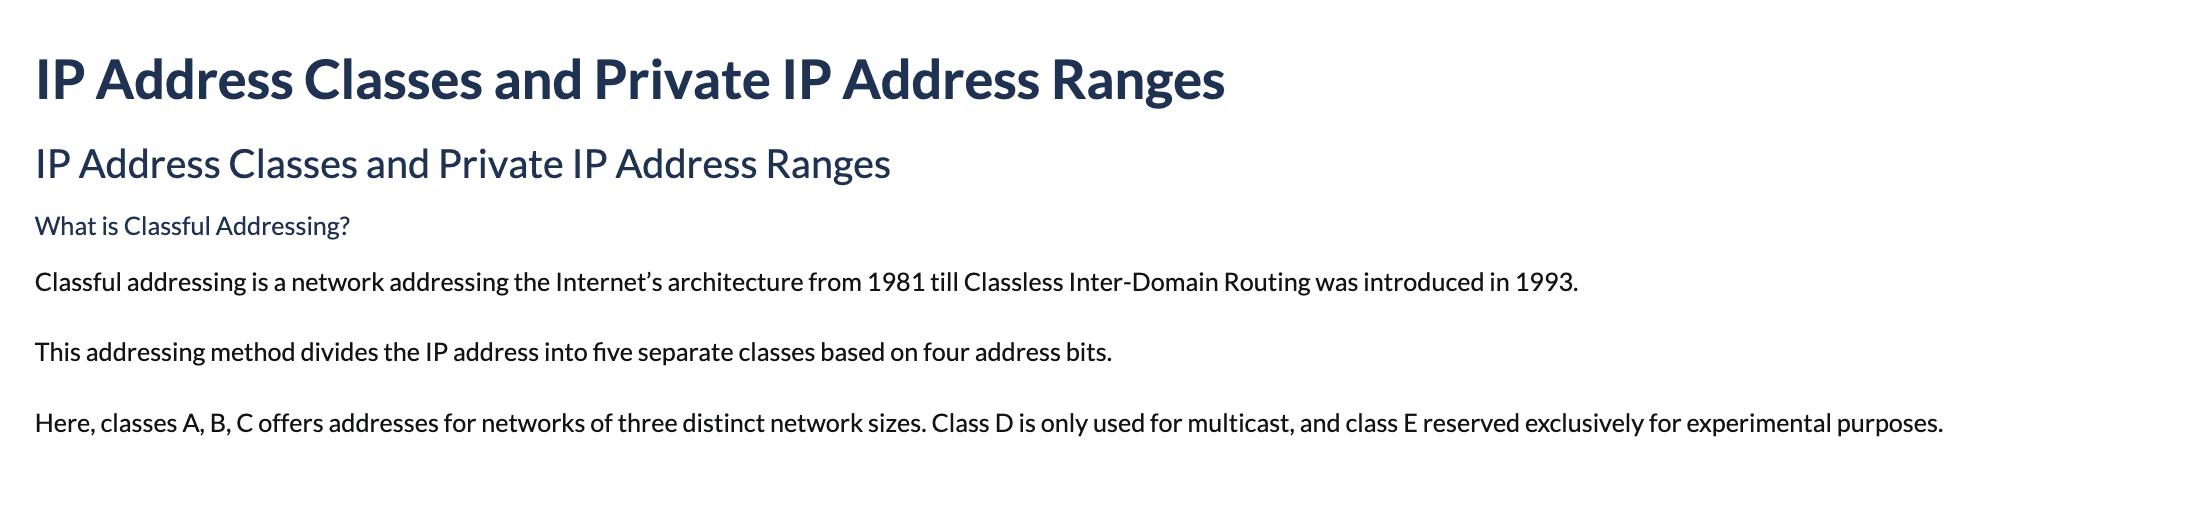 IP Address Classes and Private IP Address Ranges
IP Address Classes and Private IP Address Ranges
What is Classful Addressing?
Classful addressing is a network addressing the Internet’s architecture from 1981 till Classless Inter-Domain Routing was introduced in 1993.
This addressing method divides the IP address into five separate classes based on four address bits.
Here, classes A, B, C offers addresses for networks of three distinct network sizes. Class D is only used for multicast, and class E reserved exclusively for experimental purposes.